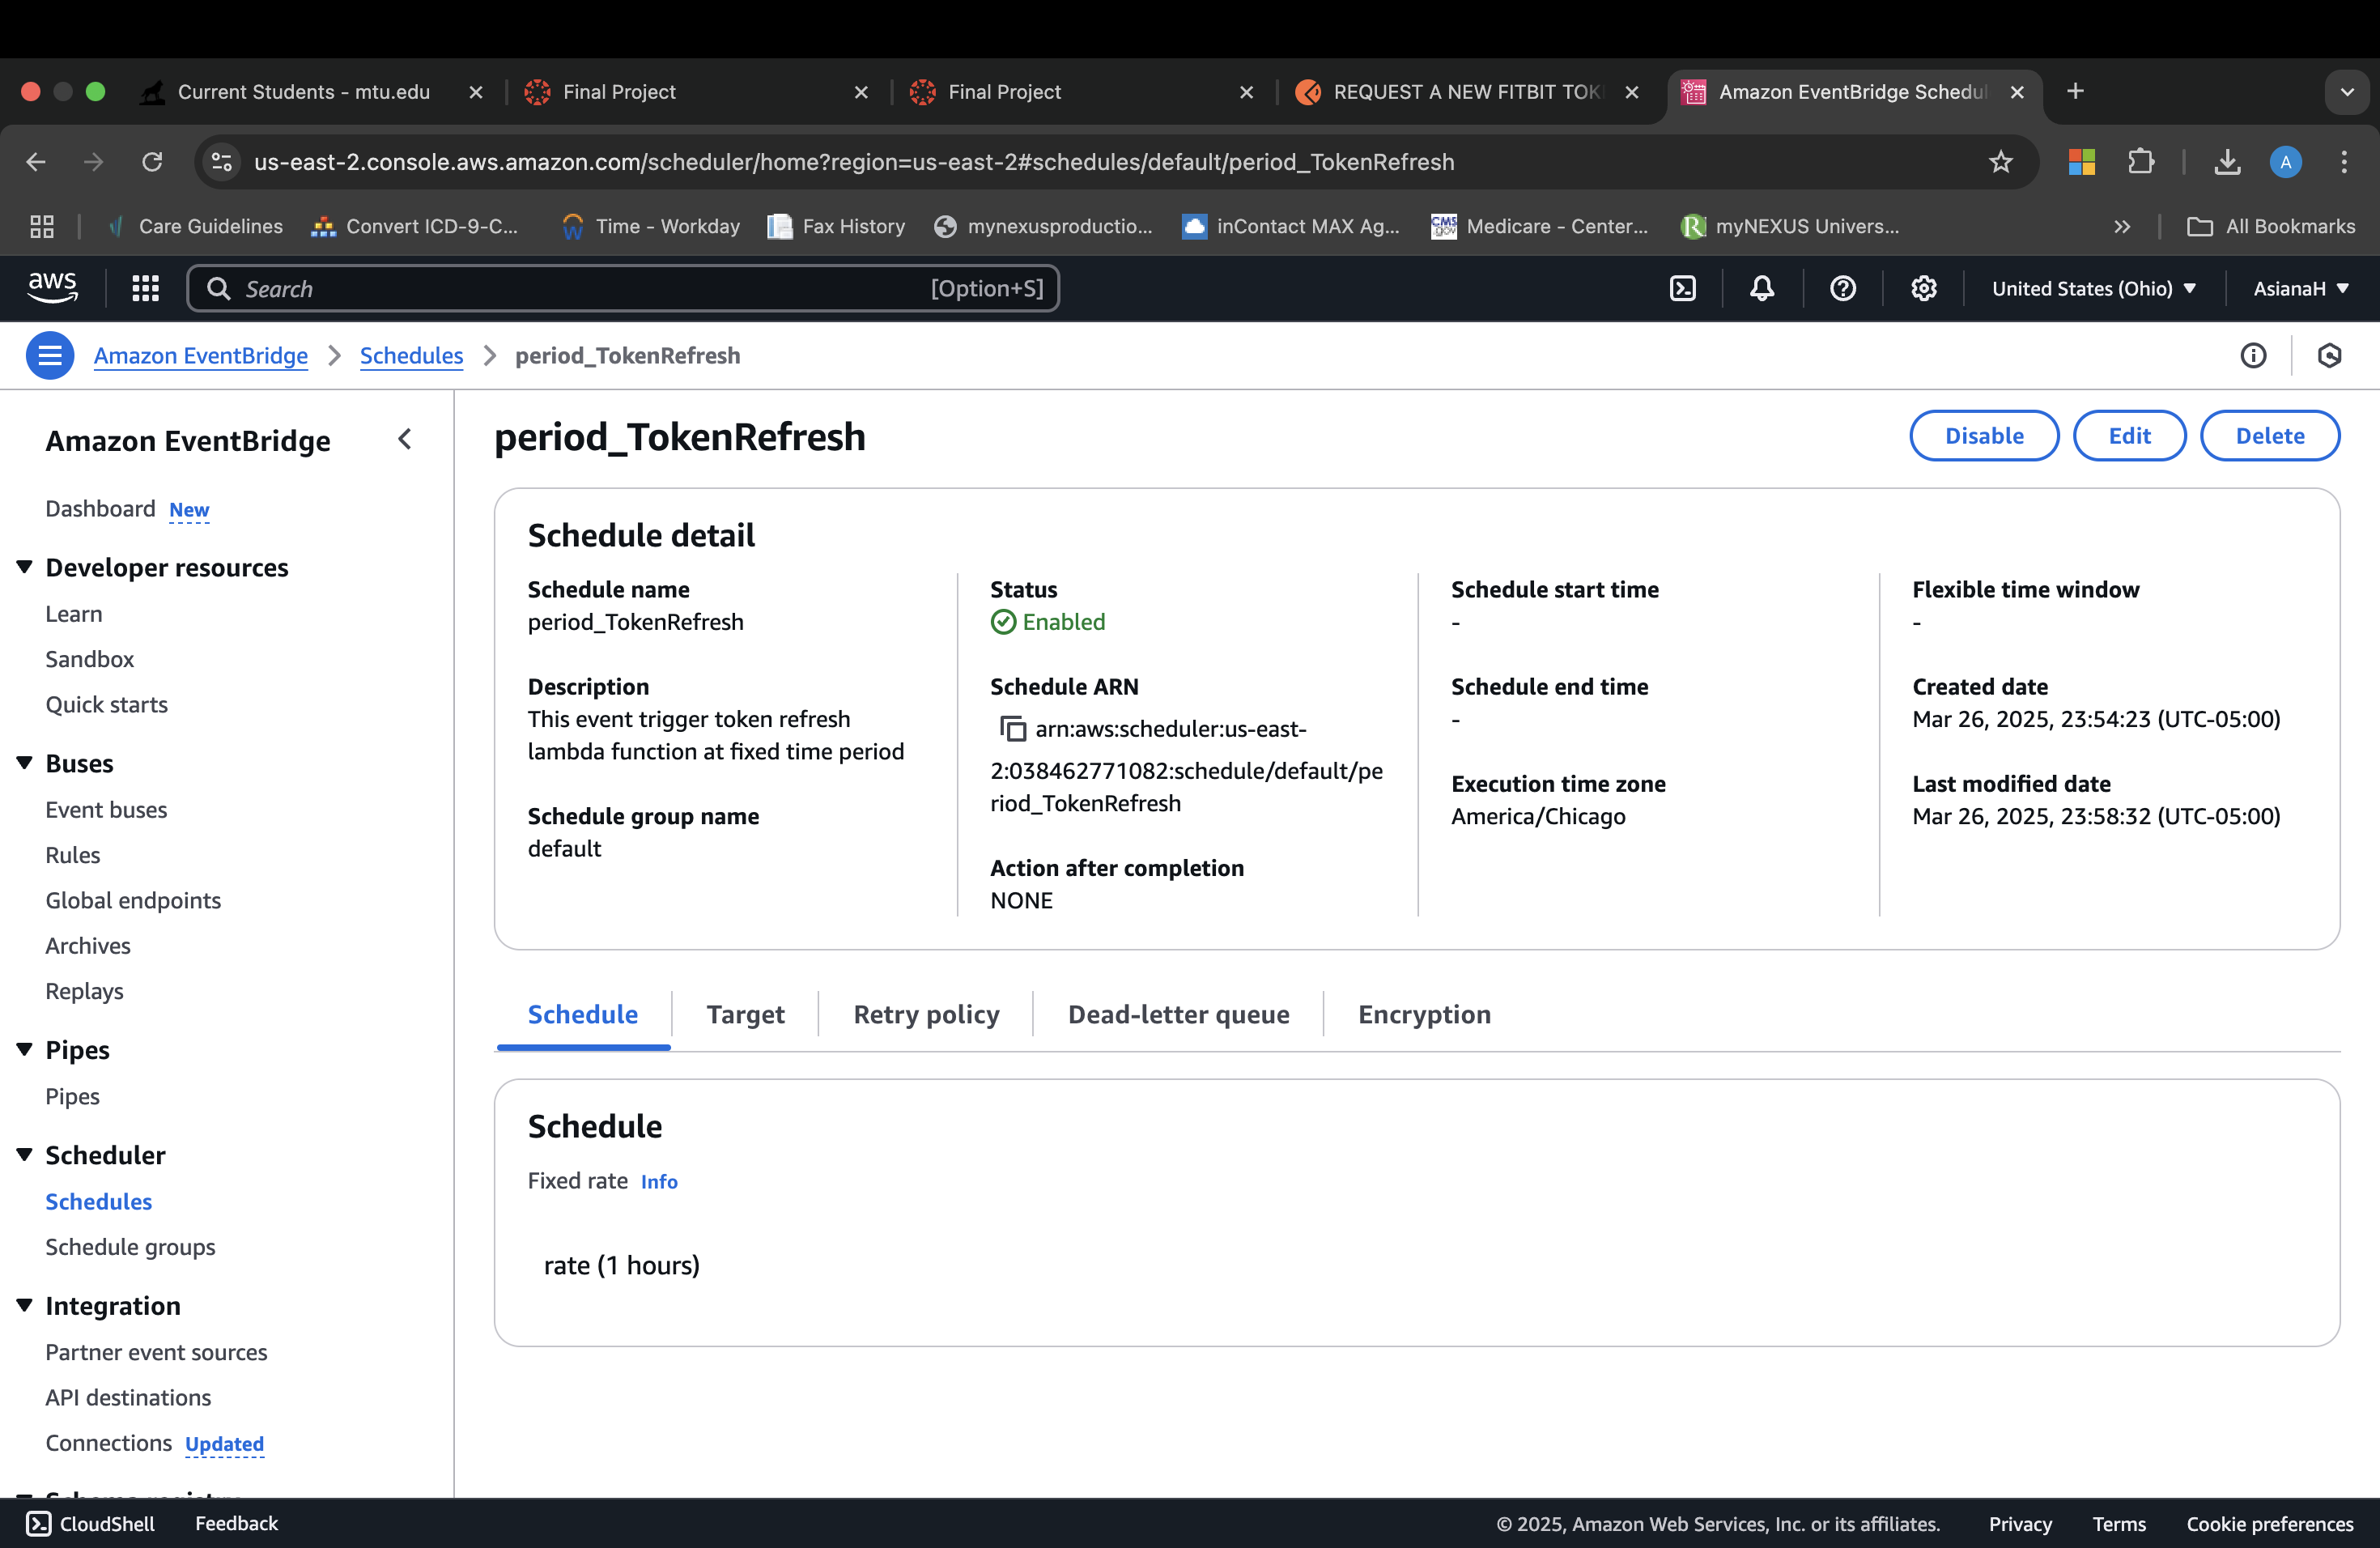 Current Students - mtu.edu
Final Project
Final Project
REQUEST A NEW FITBIT TOK
Amazon EventBridge Schedul
us-east-2.console.aws.amazon.com/scheduler/home?region=us-east-2#schedules/default/period_TokenRefresh
A
Care Guidelines
Convert ICD-9-C...
Time - Workday
Fax History
mynexusproductio...
CMS.gov
inContact MAX Ag...
Medicare - Center...
myNEXUS Univers...
All Bookmarks
aws
Search
[Option+S]
United States (Ohio)
AsianaH
Amazon EventBridge
Schedules
period_TokenRefresh
Amazon EventBridge
Dashboard New
Developer resources
Learn
Sandbox
Quick starts
Buses
Event buses
Rules
Global endpoints
Archives
Replays
Pipes
Pipes
Scheduler
Schedules
Schedule groups
Integration
Partner event sources
API destinations
Connections Updated
period_TokenRefresh
Disable
Edit
Delete
Schedule detail
Schedule name
period_TokenRefresh
Description
This event trigger token refresh
lambda function at fixed time period
Schedule group name
default
Status
Enabled
Schedule ARN
arn:aws:scheduler:us-east-
2:038462771082:schedule/default/pe
riod_TokenRefresh
Action after completion
NONE
Schedule start time
-
Schedule end time
-
Execution time zone
America/Chicago
Flexible time window
-
Created date
Mar 26, 2025, 23:54:23 (UTC-05:00)
Last modified date
Mar 26, 2025, 23:58:32 (UTC-05:00)
Schedule
Target
Retry policy
Dead-letter queue
Encryption
Schedule
Fixed rate Info
rate (1 hours)
CloudShell
Feedback
© 2025, Amazon Web Services, Inc. or its affiliates.
Privacy
Terms
Cookie preferences